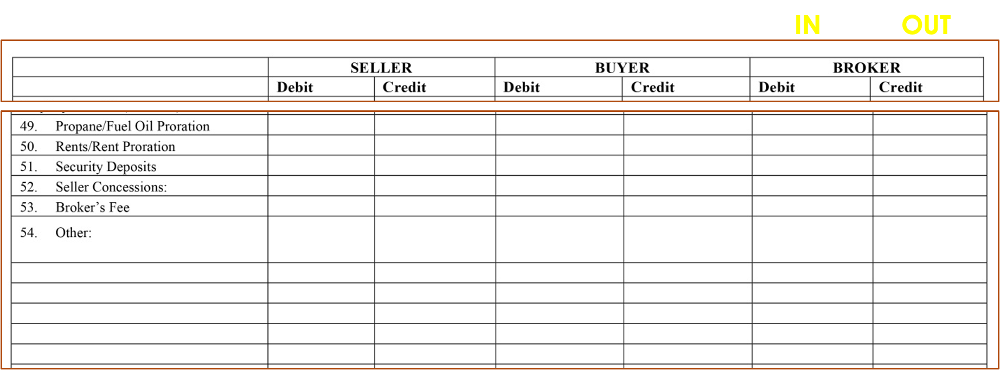 IN OUT
SELLER BUYER BROKER
Debit Credit Debit Credit Debit Credit
49. Propane/Fuel Oil Proration
50. Rents/Rent Proration
51. Security Deposits
52. Seller Concessions:
53. Broker’s Fee
54. Other: